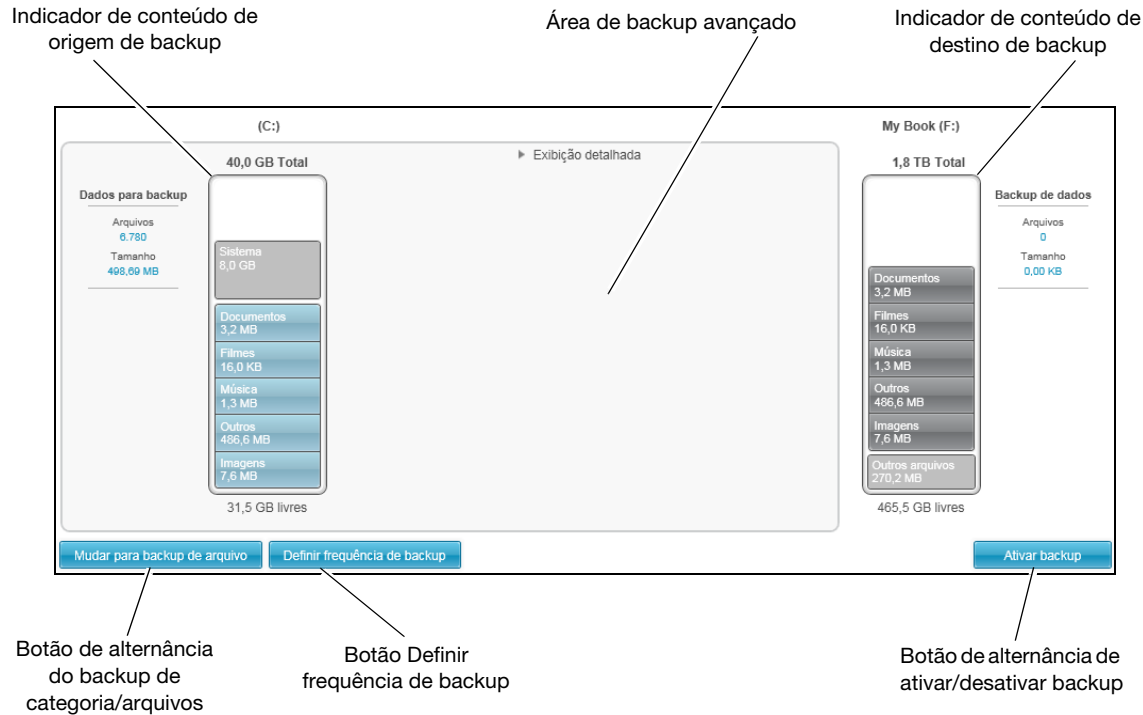 Indicador de conteúdo de
origem de backup
Área de backup avançado
Indicador de conteúdo de
destino de backup
(C:)
My Book (F:)
40,0 GB Total
Exibição detalhada
1,8 TB Total
Dados para backup
Arquivos
6.780
Tamanho
498,69 MB
Sistema
8,0 GB
Documentos
3,2 MB
Filmes
16,0 KB
Música
1,3 MB
Outros
486,6 MB
Imagens
7,6 MB
31,5 GB livres
Documentos
3,2 MB
Filmes
16,0 KB
Música
1,3 MB
Outros
486,6 MB
Imagens
7,6 MB
Outros arquivos
270,2 MB
465,5 GB livres
Backup de dados
Arquivos
0
Tamanho
0,00 KB
Mudar para backup de arquivo
Definir frequência de backup
Ativar backup
Botão de alternância
do backup de
categoria/arquivos
Botão Definir
frequência de backup
Botão de alternância de
ativar/desativar backup